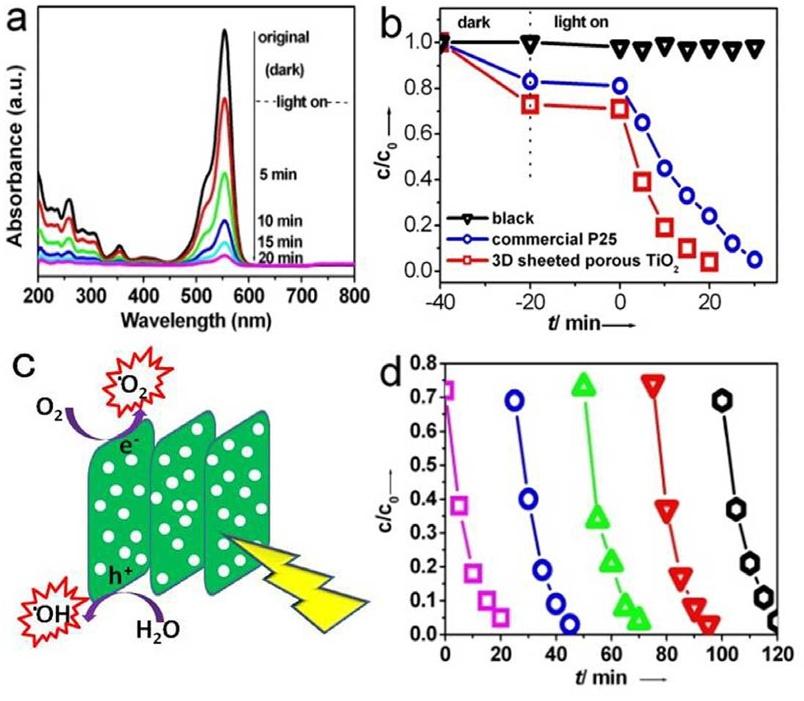 a
original
(dark)
light on
5 min
10 min
15 min
20 min
Absorbance (a.u.)
200 300 400 500 600 700 800
Wavelength (nm)
b
dark light on
1.0
0.8
0.6
0.4
0.2
0.0
c/c0
black
commercial P25
3D sheeted porous TiO2
-40 -20 0 20
t/ min
c
·O2
O2
e-
h+
·OH
H2O
d
0.8
0.7
0.6
0.5
0.4
0.3
0.2
0.1
0.0
c/c0
0 20 40 60 80 100 120
t/ min